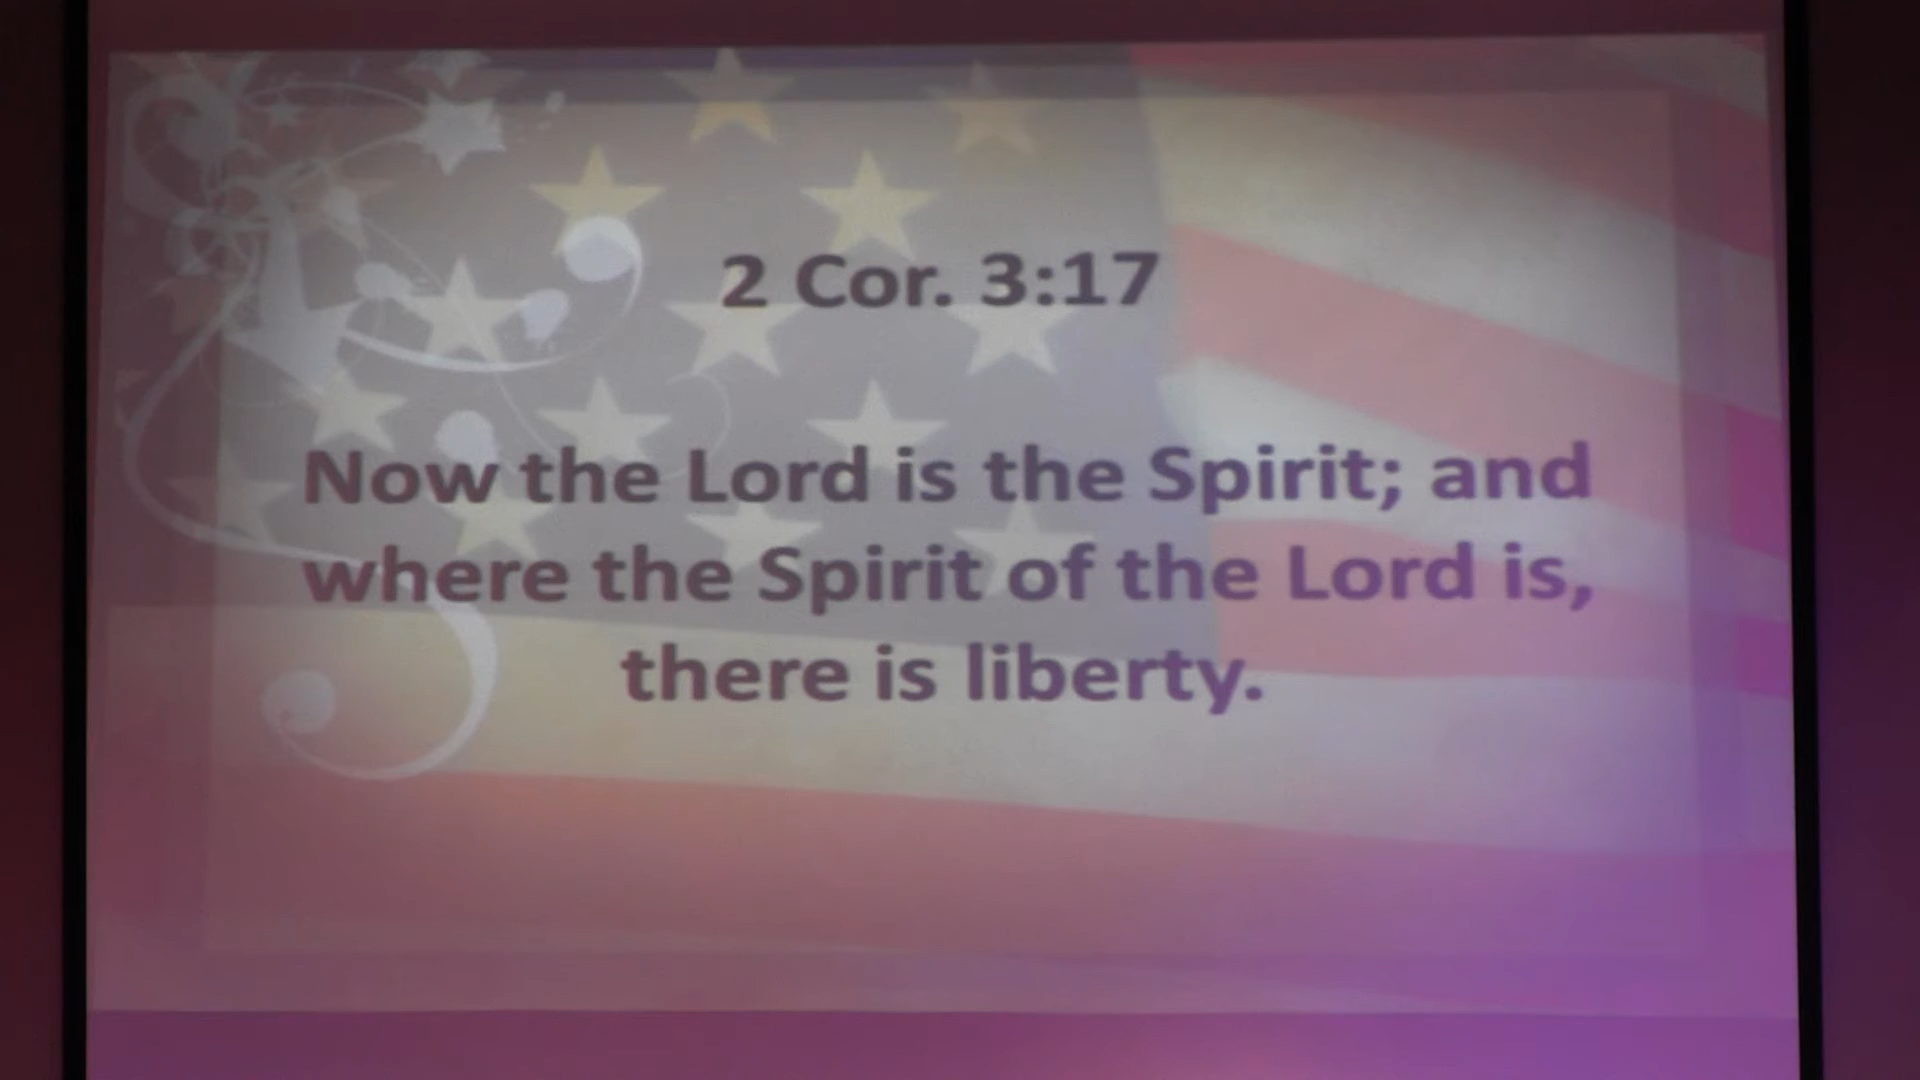 2 Cor. 3:17
Now the Lord is the Spirit; and
where the Spirit of the Lord is,
there is liberty.